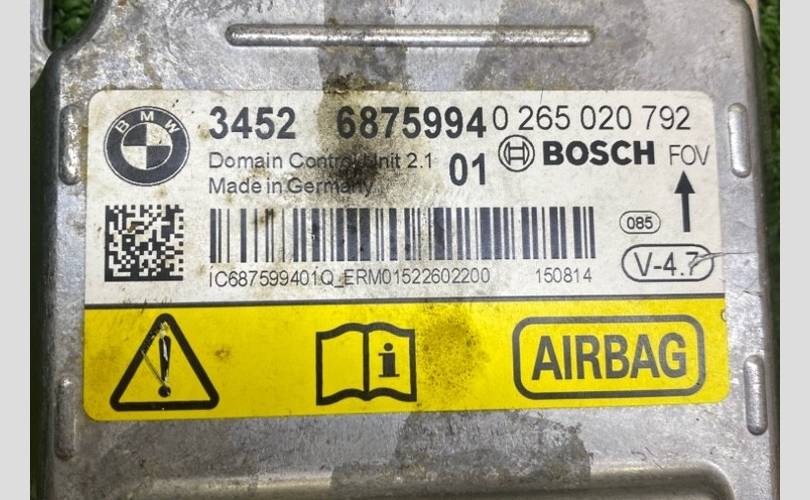 BMW
3452 6875994 0 265 020 792
Domain Control Unit 2.1 01 BOSCH FOV
Made in Germany
085
V-4.7
IC687599401Q_ERM01522602200 150814
i
AIRBAG